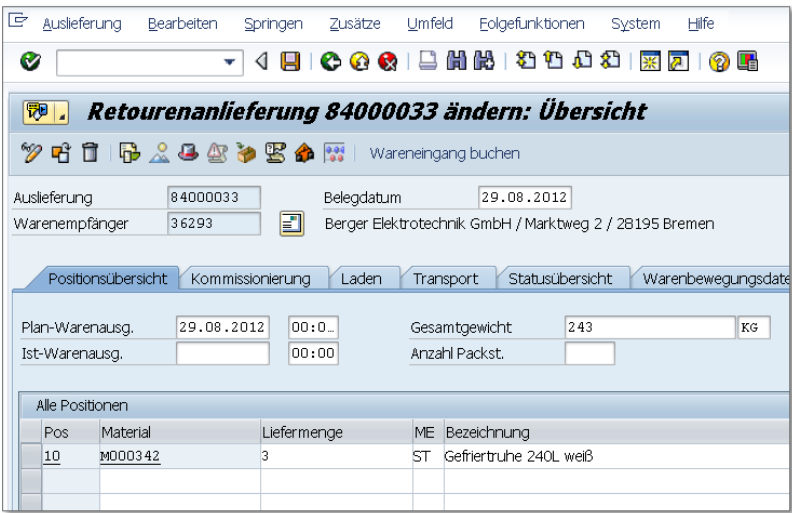 Auslieferung Bearbeiten Springen Zusätze Umfeld Folgefunktionen System Hilfe
Retourenanlieferung 84000033 ändern: Übersicht
Wareneingang buchen
Auslieferung 84000033 Belegdatum 29.08.2012
Warenempfänger 36293 Berger Elektrotechnik GmbH / Marktweg 2 / 28195 Bremen
Positionsübersicht Kommissionierung Laden Transport Statusübersicht Warenbewegungsdate
Plan-Warenausg. 29.08.2012 00:0… Gesamtgewicht 243 KG
Ist-Warenausg. 00:00 Anzahl Packst.
Alle Positionen
Pos Material Liefermenge ME Bezeichnung
10 M000342 3 ST Gefriertruhe 240L weiß